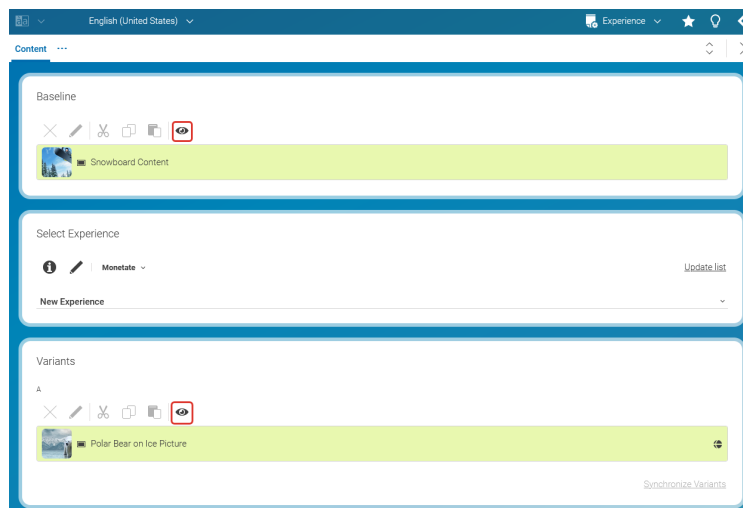 English (United States)
Experience
Content
Baseline
Snowboard Content
Select Experience
Monetate
Update list
New Experience
Variants
A
Polar Bear on Ice Picture
Synchronize Variants